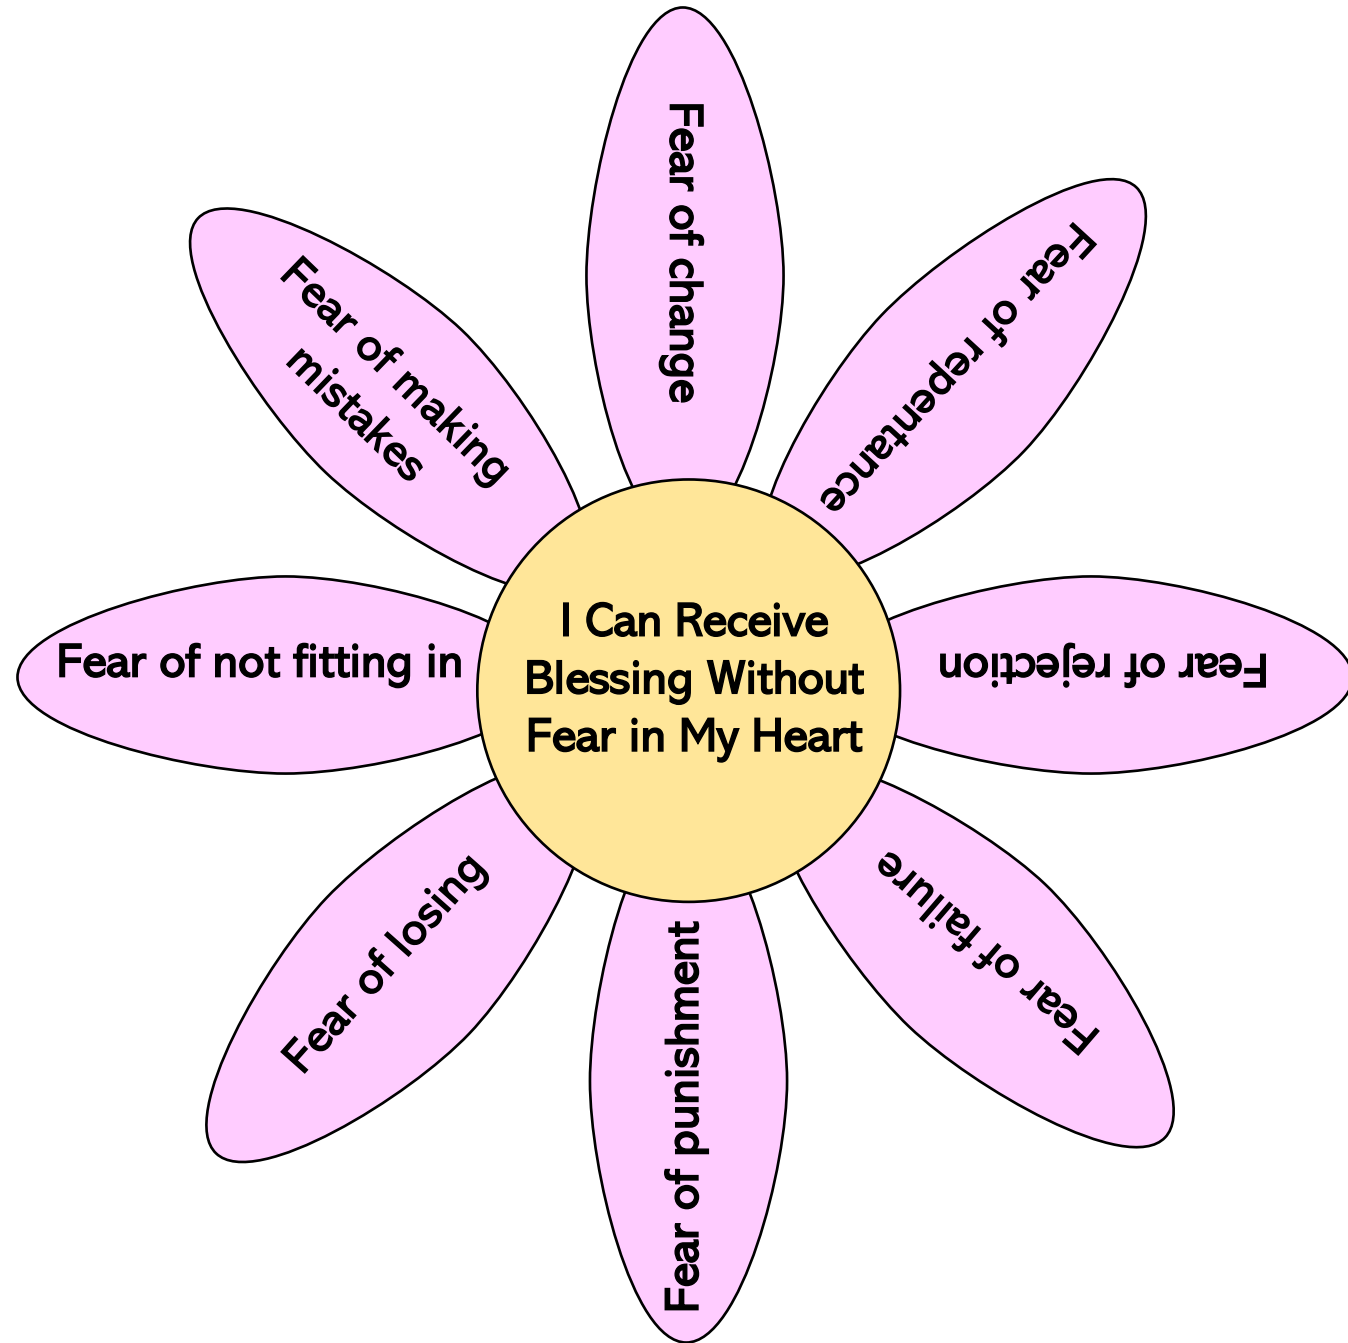 Fear of change
Fear of repentance
Fear of rejection
Fear of failure
Fear of punishment
Fear of losing
Fear of not fitting in
Fear of making
mistakes
I Can Receive
Blessing Without
Fear in My Heart